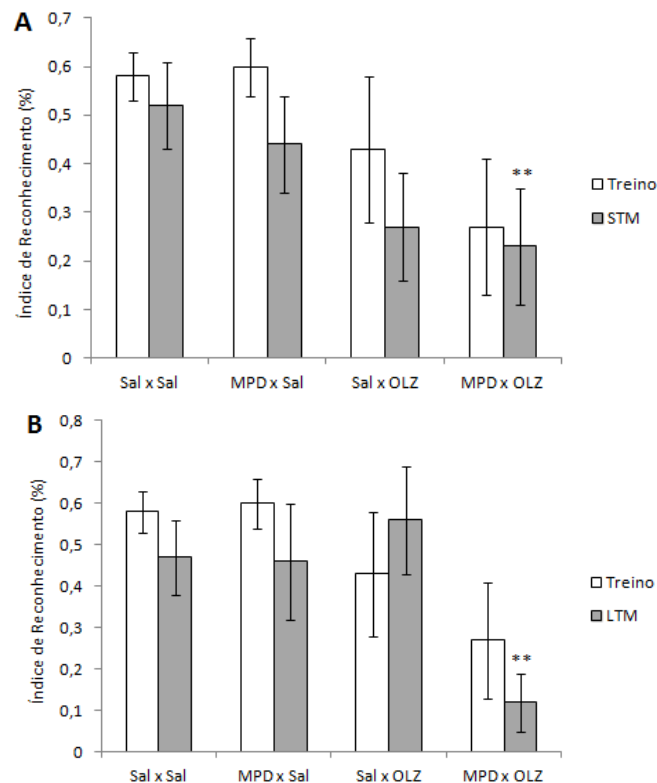 A
Índice de Reconhecimento (%)
0,7
0,6
0,5
0,4
0,3
0,2
0,1
0
**
Treino
STM
Sal x Sal MPD x Sal Sal x OLZ MPD x OLZ
B
Índice de Reconhecimento (%)
0,8
0,7
0,6
0,5
0,4
0,3
0,2
0,1
0
**
Treino
LTM
Sal x Sal MPD x Sal Sal x OLZ MPD x OLZ